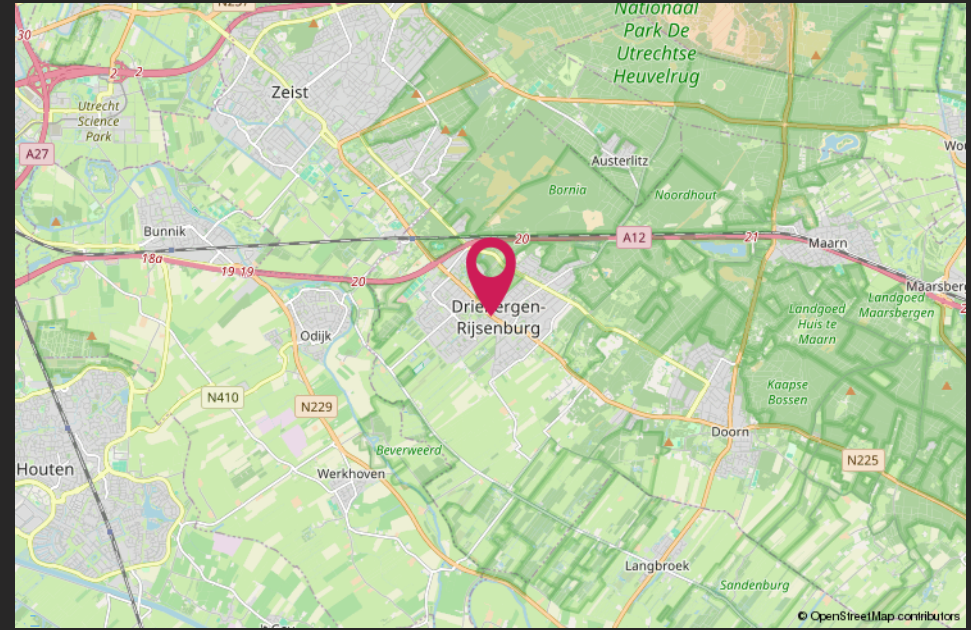 N237
Nationaal
Park De
Utrechtse
Heuvelrug
30
2
2
Zeist
Utrecht
Science
Park
A27
Austerlitz
Bornia
Noordhout
Bunnik
18a
19 19
20
20
A12
21
Maarn
Maarsberg
Landgoed
Maarsbergen
Landgoed
Huis te
Maarn
Odijk
Rijsenburg
N410
N229
Kaapse
Bossen
Doorn
N225
Beverweerd
Houten
Werkhoven
Langbroek
Sandenburg
© OpenStreetMap contributors